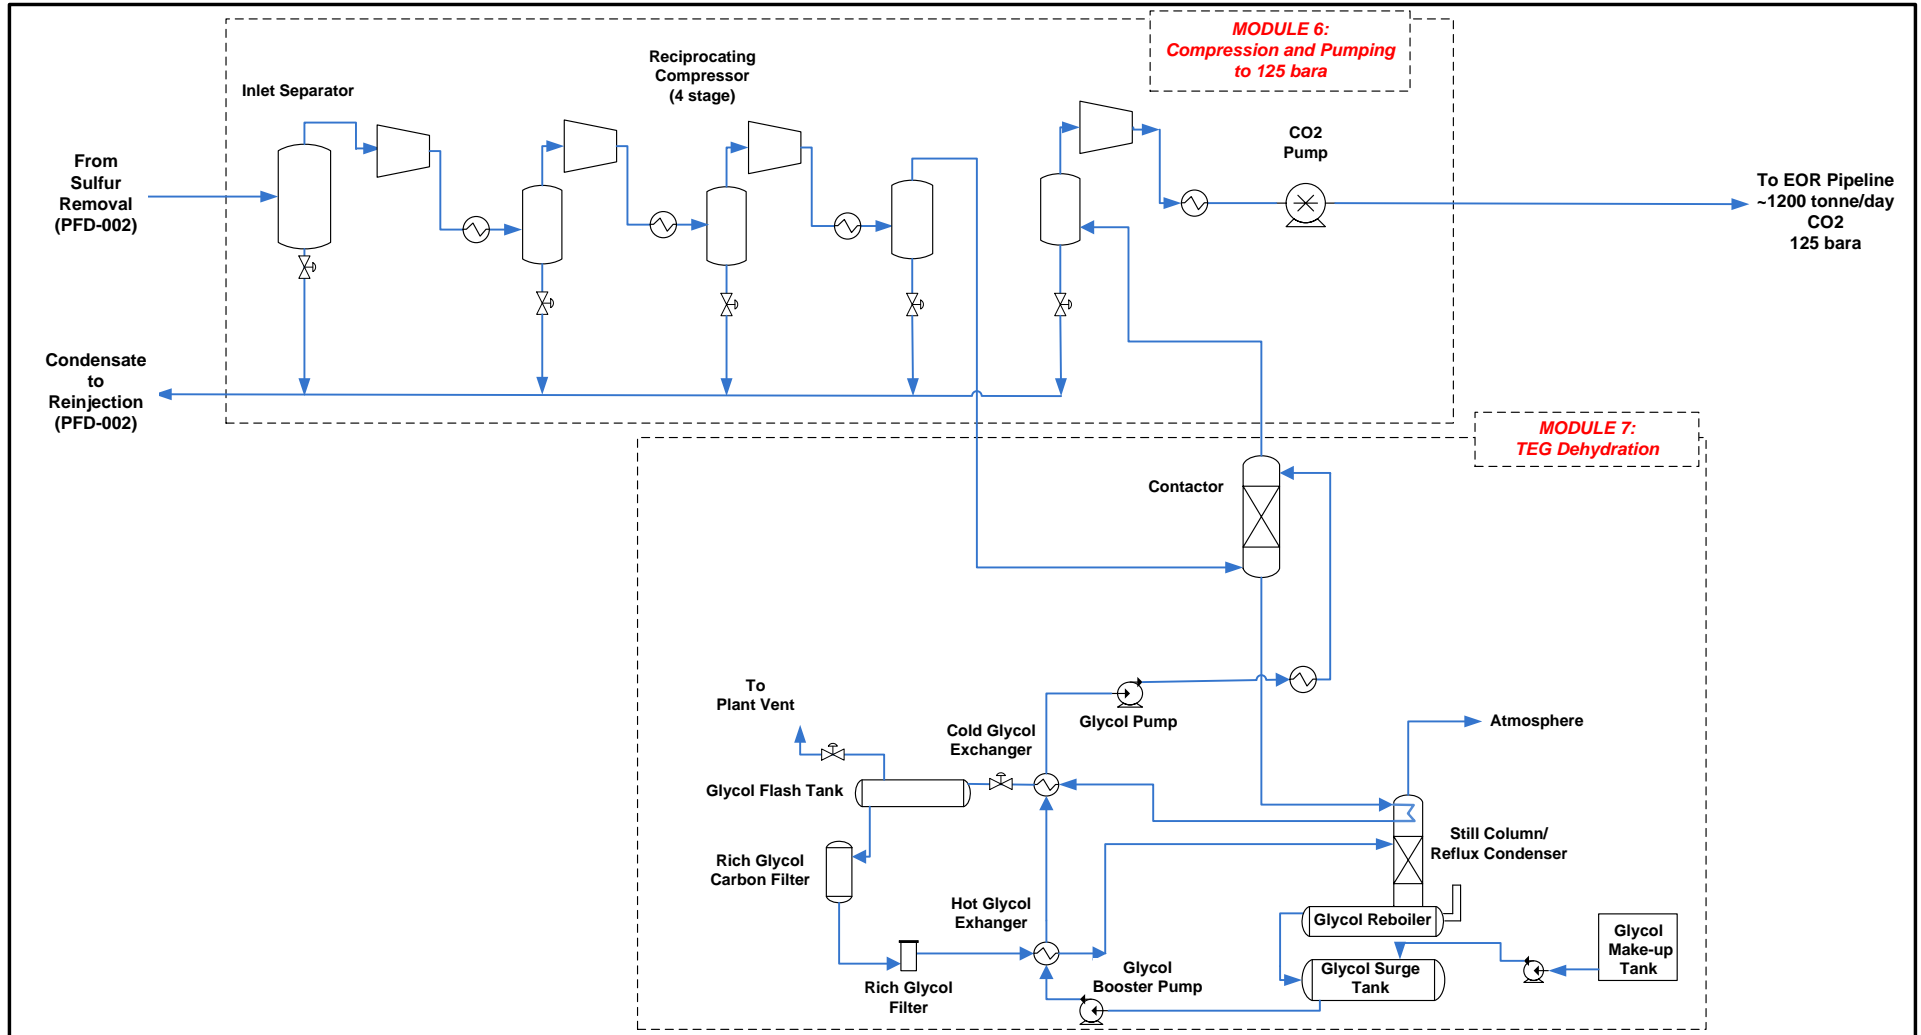 MODULE 6:
Compression and Pumping
to 125 bara
Reciprocating
Compressor
(4 stage)
Inlet Separator
CO2
Pump
From
Sulfur
Removal
(PFD-002)
To EOR Pipeline
~1200 tonne/day
CO2
125 bara
Condensate
to
Reinjection
(PFD-002)
MODULE 7:
TEG Dehydration
Contactor
To
Plant Vent
Cold Glycol
Exchanger
Glycol Pump
Atmosphere
Glycol Flash Tank
Still Column/
Reflux Condenser
Rich Glycol
Carbon Filter
Hot Glycol
Exhanger
Glycol Reboiler
Glycol
Make-up
Tank
Glycol Surge
Tank
Glycol
Booster Pump
Rich Glycol
Filter